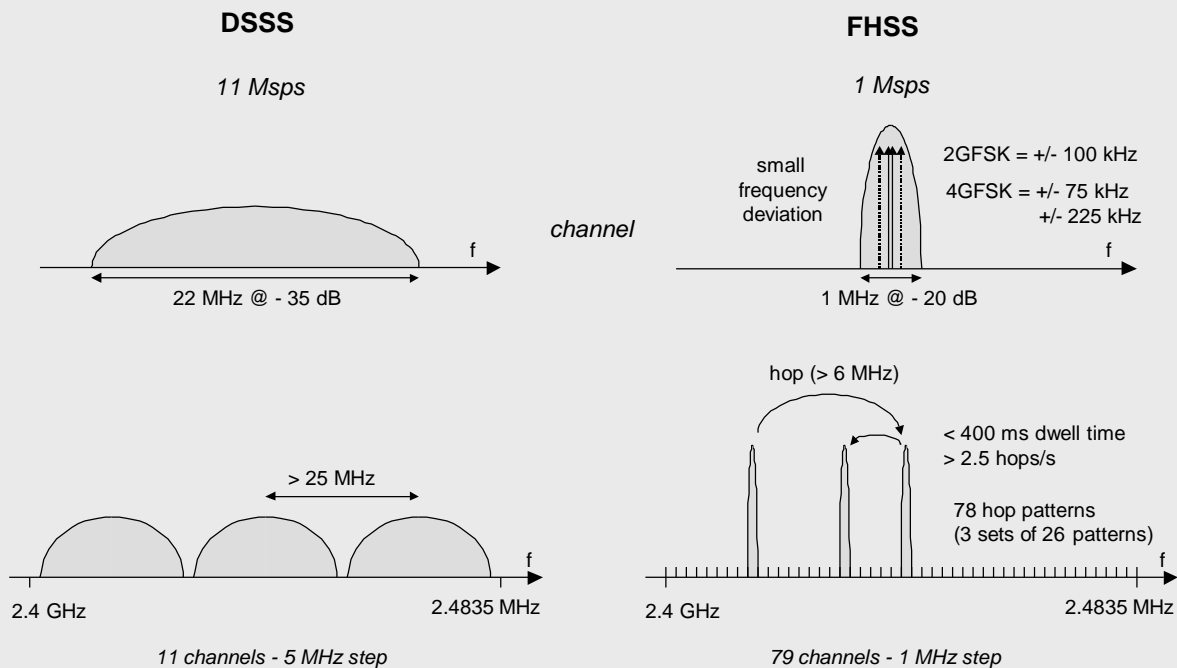 DSSS
FHSS
11 Msps
1 Msps
small
frequency
deviation
2GFSK = +/- 100 kHz
4GFSK = +/- 75 kHz
+/- 225 kHz
channel
f
f
22 MHz @ - 35 dB
1 MHz @ - 20 dB
hop (> 6 MHz)
< 400 ms dwell time
> 2.5 hops/s
> 25 MHz
78 hop patterns
(3 sets of 26 patterns)
f
f
2.4 GHz
2.4835 MHz
2.4 GHz
2.4835 MHz
11 channels - 5 MHz step
79 channels - 1 MHz step